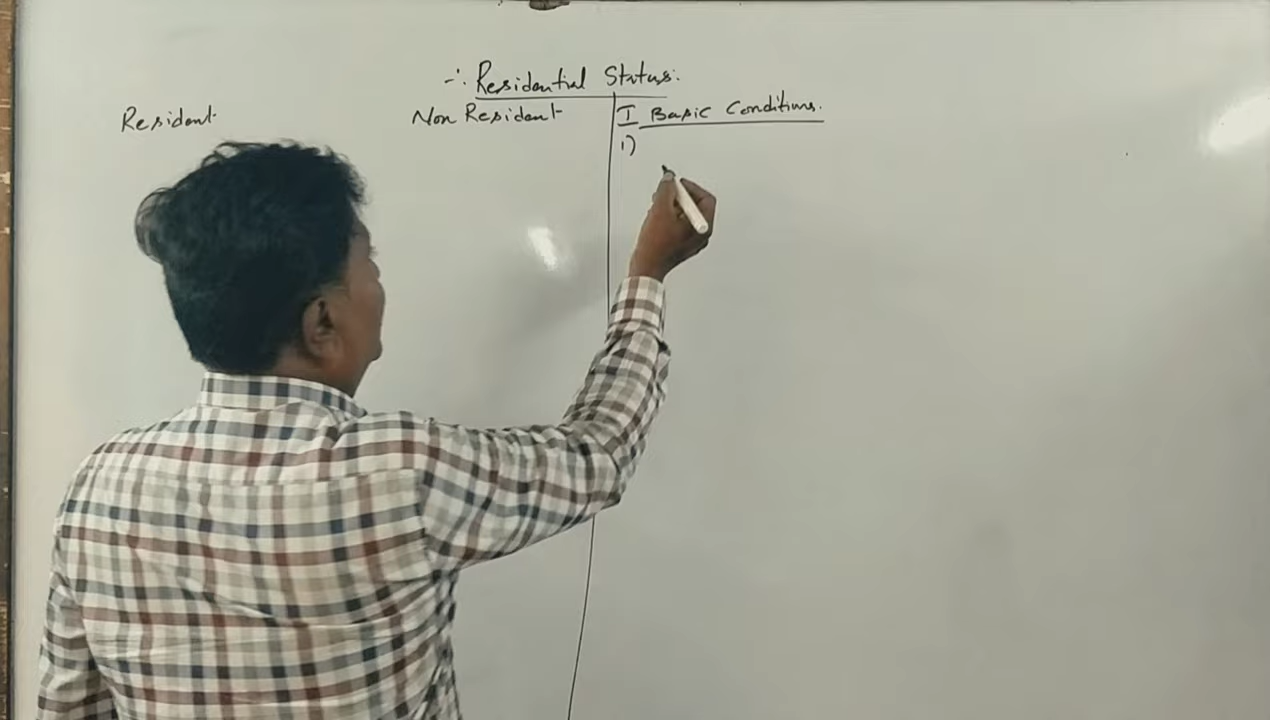 -: Residential Status:
Resident
Non Resident
I Basic Conditions.
1)